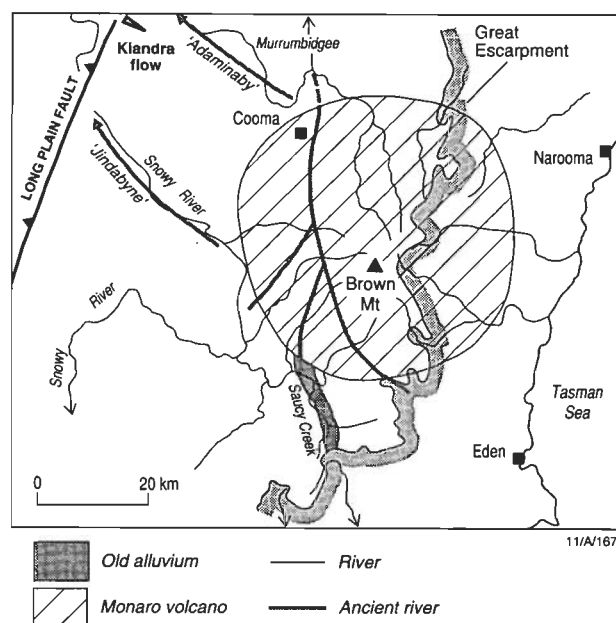 Great
Escarpment
Kiandra
flow
'Adaminaby'
Murrumbidgee
LONG PLAIN FAULT
Cooma
Narooma
'Jindabyne'
Snowy
River
Brown
Mt
River
Snowy
Saucy Creek
Tasman
Sea
Eden
0 20 km
11/A/167
Old alluvium
River
Monaro volcano
Ancient river